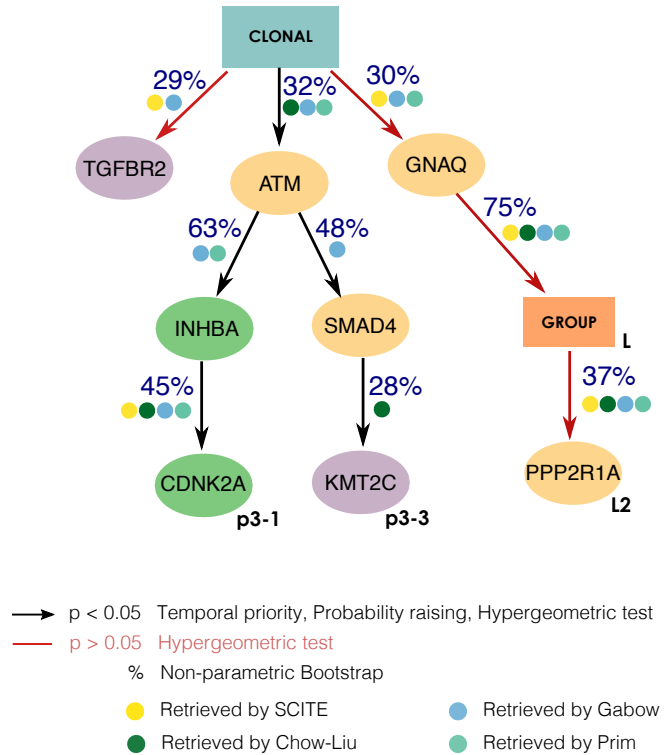 CLONAL
29%
32%
30%
TGFBR2
ATM
GNAQ
63%
48%
75%
INHBA
SMAD4
GROUP
L
45%
28%
37%
CDNK2A
KMT2C
PPP2R1A
p3-1
p3-3
L2
p < 0.05 Temporal priority, Probability raising, Hypergeometric test
p > 0.05 Hypergeometric test
% Non-parametric Bootstrap
Retrieved by SCITE
Retrieved by Gabow
Retrieved by Chow-Liu
Retrieved by Prim